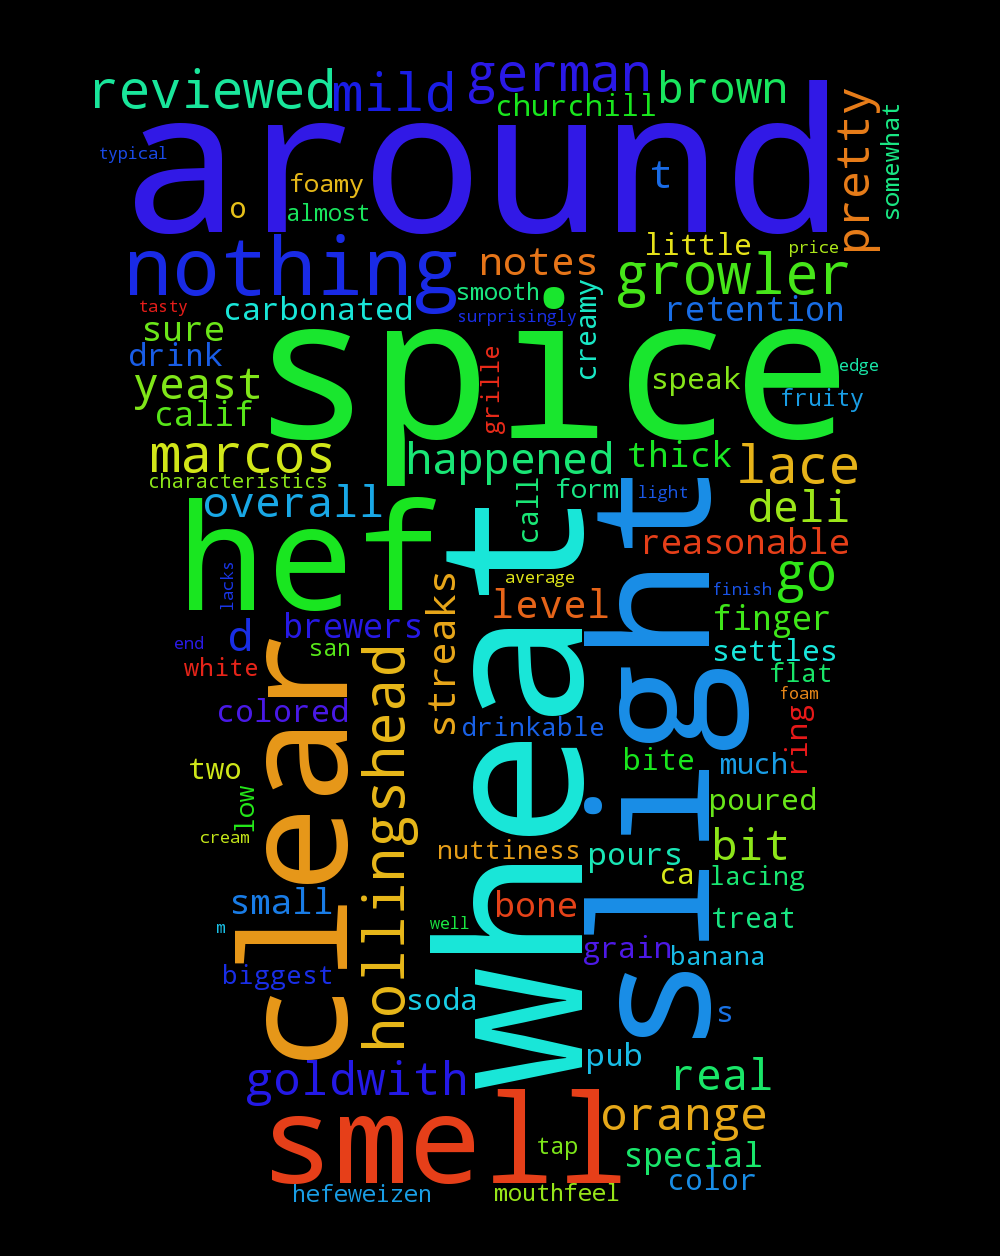 german
reviewed
mild
brown
churchill
around
pretty
somewhat
typical
foamy
t
o
almost
nothing
little
price
notes
growler
smooth
creamy
tasty
carbonated
surprisingly
retention
spice
sure
drink
grille
edge
yeast
speak
fruity
calif
marcos
happened
thick
lace
characteristics
call
form
light
overall
deli
hef
wheat
slight
reasonable
lacks
streaks
average
go
finish
level
finger
brewers
d
end
san
settles
white
flat
clear
hollingshead
foam
colored
drinkable
ring
two
bite
much
low
poured
cream
nuttiness
pours
bit
ca
lacing
small
bone
m
well
treat
grain
banana
biggest
soda
s
pub
goldwith
real
smell
orange
tap
special
color
hefeweizen
mouthfeel